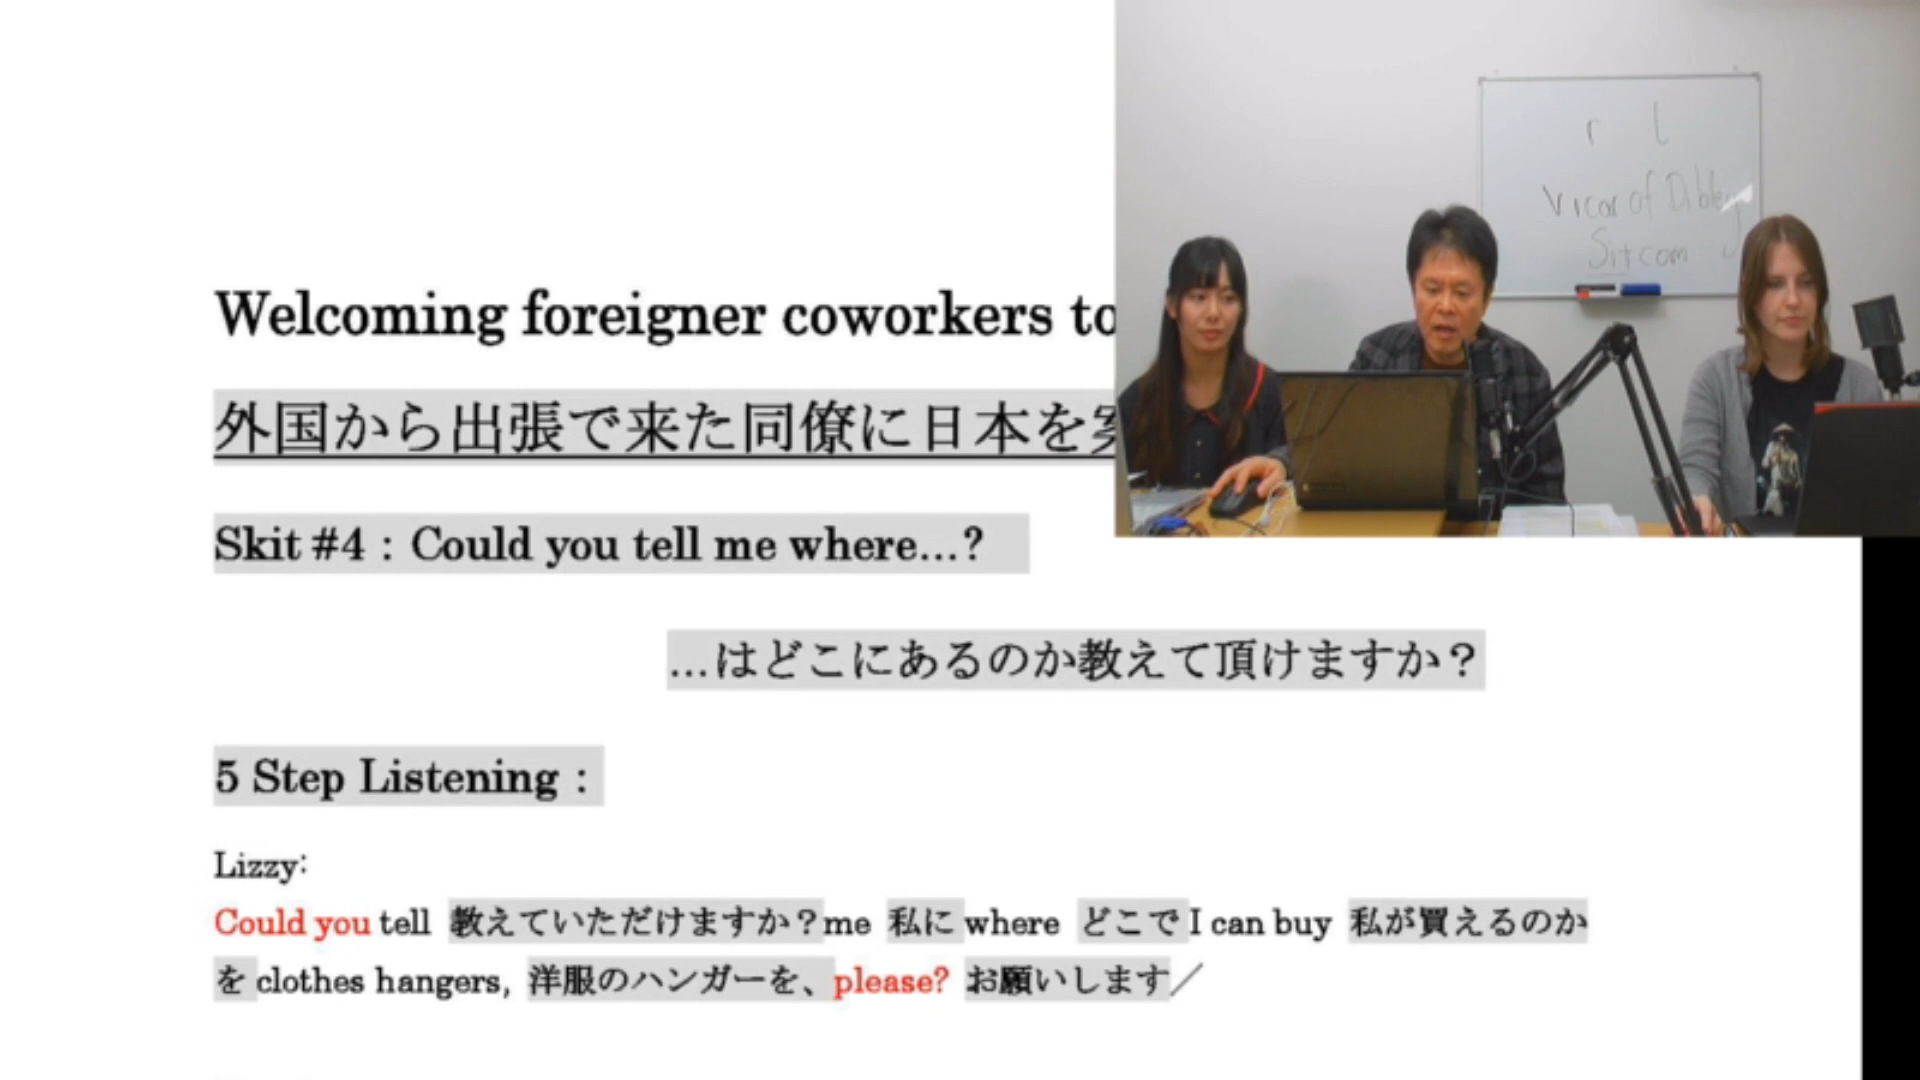 Welcoming foreigner coworkers to
外国から出張で来た同僚に日本を
Skit #4 : Could you tell me where...?
...はどこにあるのか教えて頂けますか？
5 Step Listening :
Lizzy:
Could you tell 教えていただけますか？me 私に where どこで I can buy 私が買えるのか
を clothes hangers, 洋服のハンガーを、please? お願いします／
r l
Vicar of Dibley
Sitcom